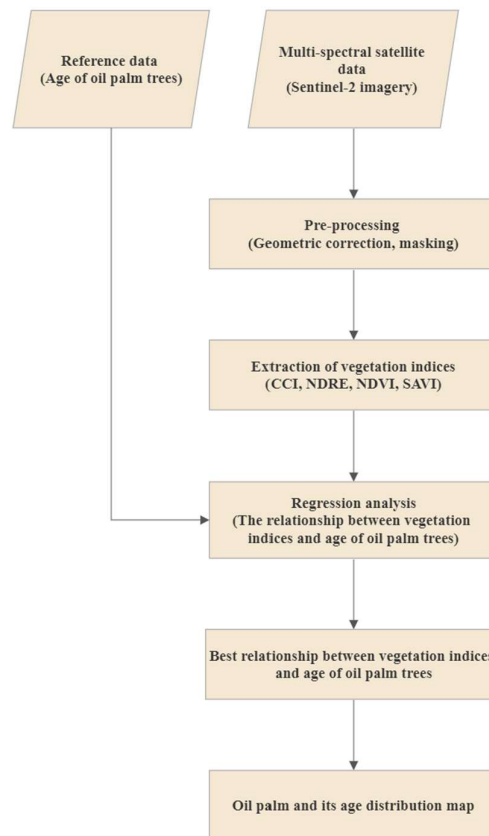 Reference data
(Age of oil palm trees)
Multi-spectral satellite
data
(Sentinel-2 imagery)
Pre-processing
(Geometric correction, masking)
Extraction of vegetation indices
(CCI, NDRE, NDVI, SAVI)
Regression analysis
(The relationship between vegetation
indices and age of oil palm trees)
Best relationship between vegetation indices
and age of oil palm trees
Oil palm and its age distribution map